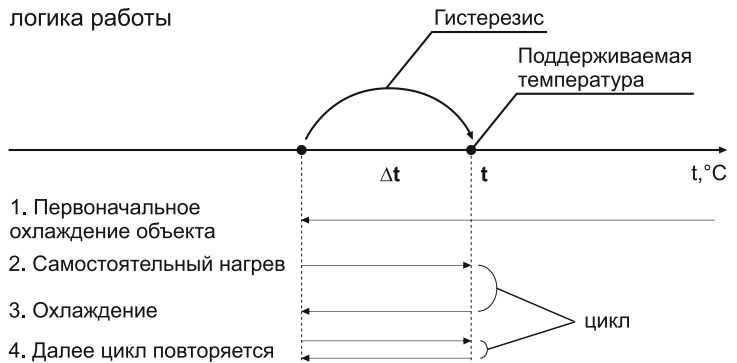 логика работы
Гистерезис
Поддерживаемая
температура
Δt
t
t,°C
1. Первоначальное
охлаждение объекта
2. Самостоятельный нагрев
3. Охлаждение
цикл
4. Далее цикл повторяется